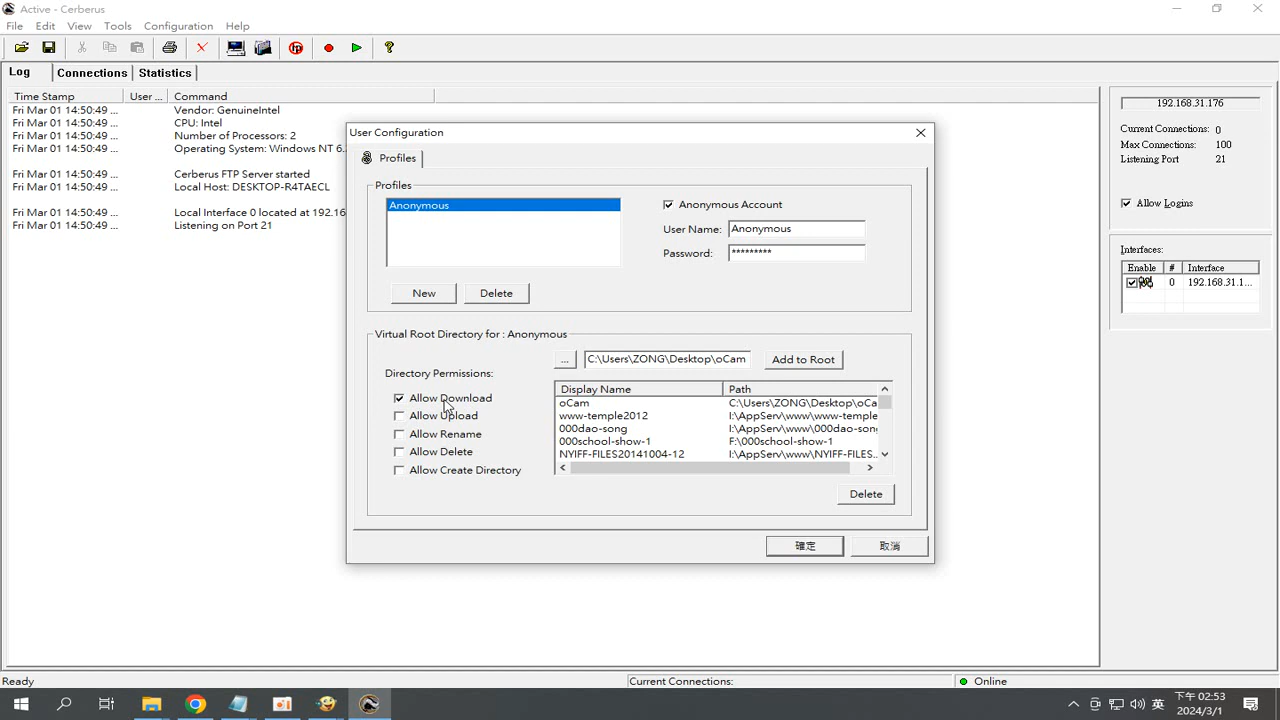 Active - Cerberus
File Edit View Tools Configuration Help
Log Connections Statistics
Time Stamp User ... Command
Fri Mar 01 14:50:49 ... Vendor: GenuineIntel
Fri Mar 01 14:50:49 ... CPU: Intel
Fri Mar 01 14:50:49 ... Number of Processors: 2
Fri Mar 01 14:50:49 ... Operating System: Windows NT 6.
Fri Mar 01 14:50:49 ... Cerberus FTP Server started
Fri Mar 01 14:50:49 ... Local Host: DESKTOP-R4TAECL
Fri Mar 01 14:50:49 ... Local Interface 0 located at 192.16
Fri Mar 01 14:50:49 ... Listening on Port 21
User Configuration
Profiles
Profiles
Anonymous
Anonymous Account
User Name: Anonymous
Password: *********
New Delete
Virtual Root Directory for : Anonymous
... C:\Users\ZONG\Desktop\oCam Add to Root
Directory Permissions:
Allow Download
Allow Upload
Allow Rename
Allow Delete
Allow Create Directory
Display Name Path
oCam C:\Users\ZONG\Desktop\oCa
www-temple2012 I:\AppServ\www\www-temple
000dao-song I:\AppServ\www\000dao-song
000school-show-1 F:\000school-show-1
NYIFF-FILES20141004-12 I:\AppServ\www\NYIFF-FILES...
Delete
確定 取消
192.168.31.176
Current Connections: 0
Max Connections: 100
Listening Port 21
Allow Logins
Interfaces:
Enable # Interface
0 192.168.31.1...
Ready Current Connections: Online
英 下午 02:53
2024/3/1